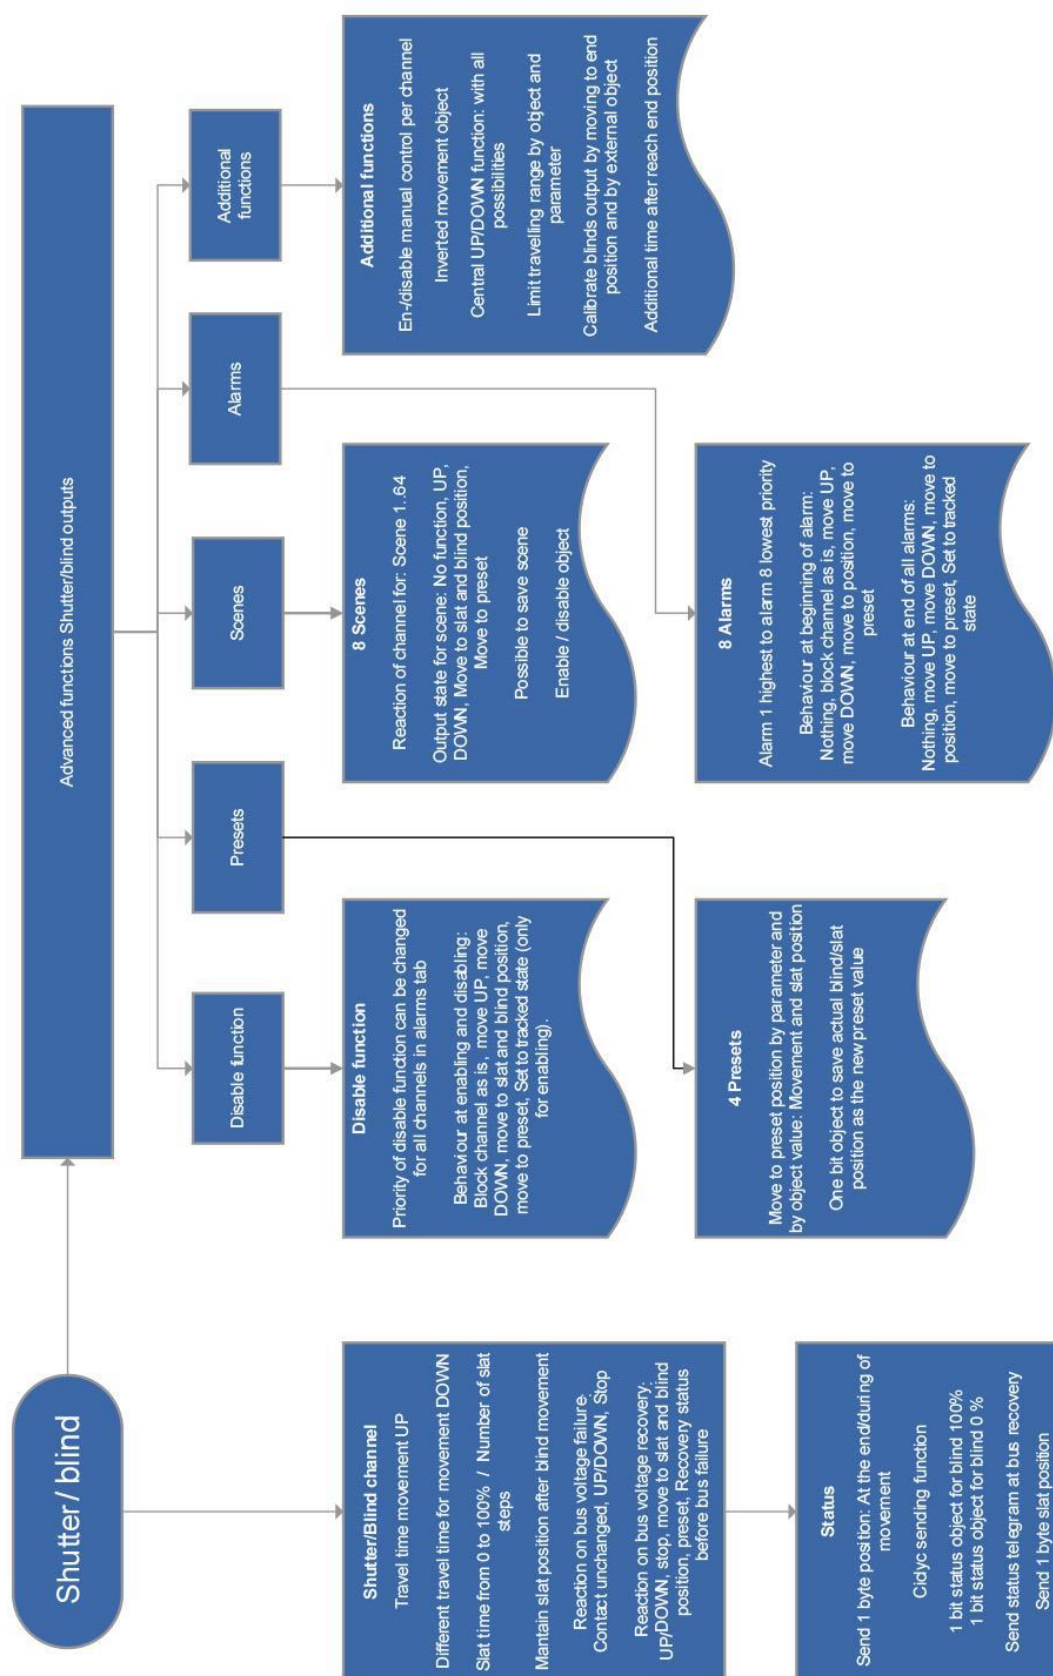 Shutter / blind
Advanced functions Shutter/blind outputs
Disable function
Presets
Scenes
Alarms
Additional
functions
Shutter/Blind channel
Travel time movement UP
Different travel time for movement DOWN
Slat time from 0 to 100% / Number of slat
steps
Mantain slat position after blind movement
Reaction on bus voltage failure:
Contact unchanged, UP/DOWN, Stop
Reaction on bus voltage recovery:
UP/DOWN, stop, move to slat and blind
position, preset, Recovery status
before bus failure
Disable function
Priority of disable function can be changed
for all channels in alarms tab
Behaviour at enabling and disabling:
Block channel as is, move UP, move
DOWN, move to slat and blind position,
move to preset, Set to tracked state (only
for enabling).
8 Scenes
Reaction of channel for: Scene 1..64
Output state for scene: No function, UP,
DOWN, Move to slat and blind position,
Move to preset
Possible to save scene
Enable / disable object
Additional functions
En-/disable manual control per channel
Inverted movement object
Central UP/DOWN function: with all
possibilities
Limit travelling range by object and
parameter
Calibrate blinds output by moving to end
position and by external object
Additional time after reach end position
Status
Send 1 byte position: At the end/during of
movement
Cidyc sending function
1 bit status object for blind 100%
1 bit status object for blind 0 %
Send status telegram at bus recovery
Send 1 byte slat position
4 Presets
Move to preset position by parameter and
by object value: Movement and slat position
One bit object to save actual blind/slat
position as the new preset value
8 Alarms
Alarm 1 highest to alarm 8 lowest priority
Behaviour at beginning of alarm:
Nothing, block channel as is, move UP,
move DOWN, move to position, move to
preset
Behaviour at end of all alarms:
Nothing, move UP, move DOWN, move to
position, move to preset, Set to tracked
state